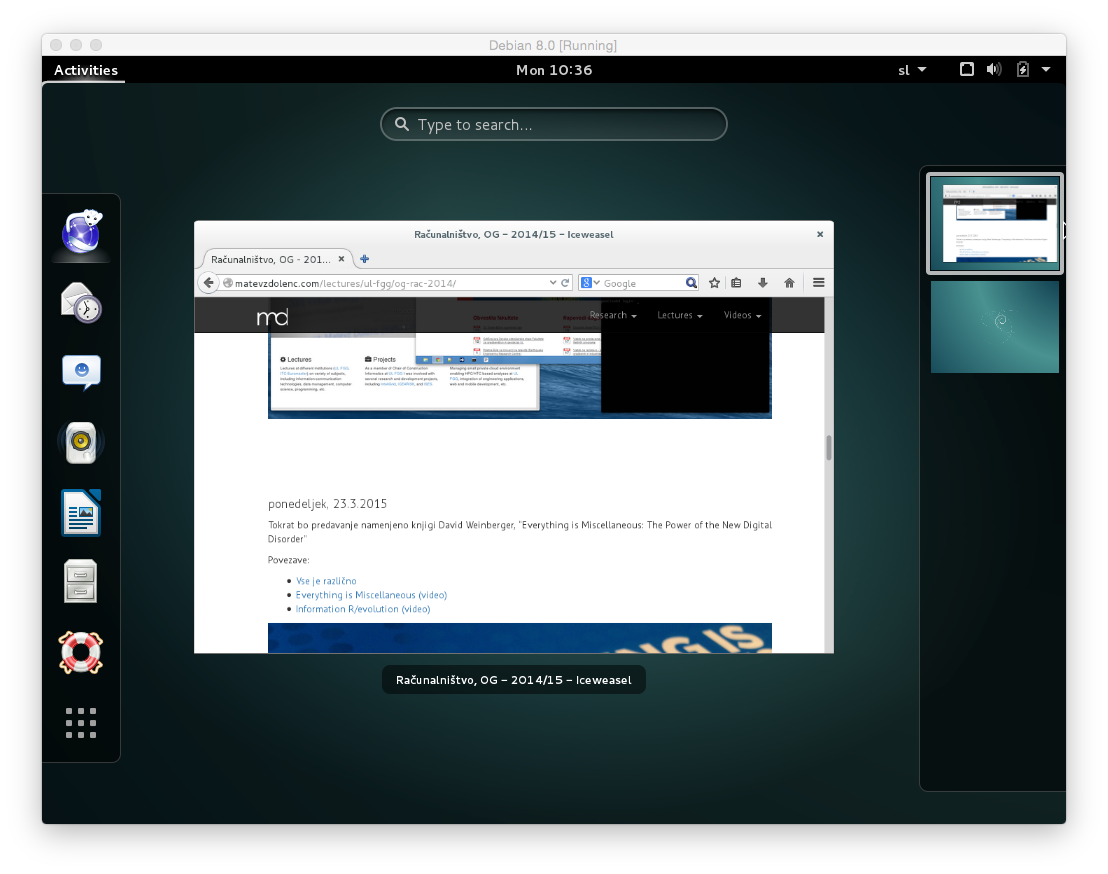 Debian 8.0 [Running]
Activities
Mon 10:36
sl
Type to search...
Računalništvo, OG – 2014/15 – Iceweasel
Računalništvo, OG - 201...
matevzdolenc.com/lectures/ul-fgg/og-rac-2014/
Google
md
Research
Lectures
Videos
Lectures
Projects
ponedeljek, 23.3.2015
Tokrat bo predavanje namenjeno knjigi David Weinberger, "Everything is Miscellaneous: The Power of the New Digital
Disorder"
Povezave:
Vse je različno
Everything is Miscellaneous (video)
Information R/evolution (video)
NG IS
Računalništvo, OG – 2014/15 – Iceweasel